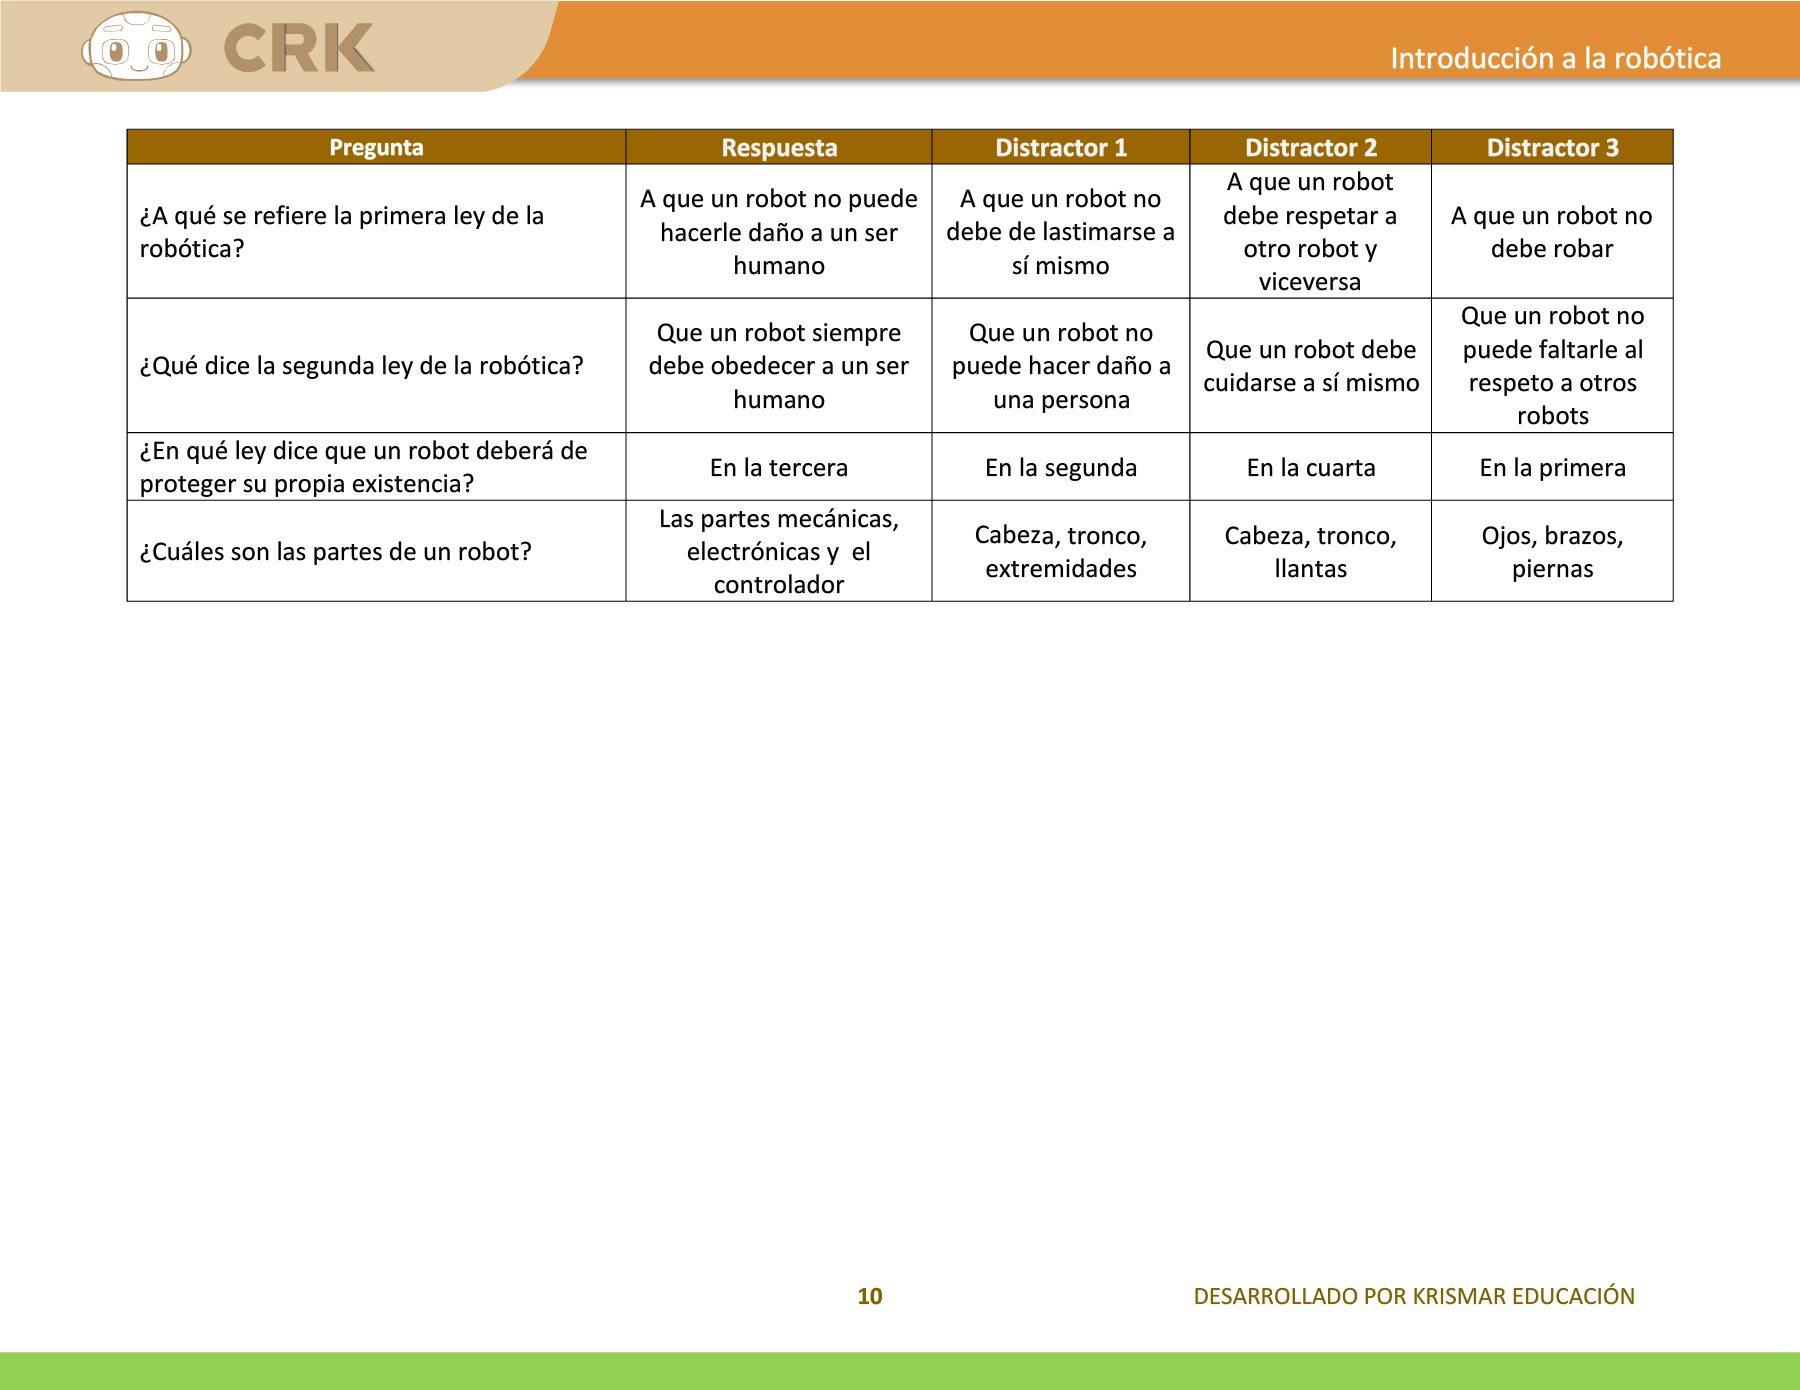 CRK
Introducción a la robótica
Pregunta
Respuesta
Distractor 1
Distractor 2
Distractor 3
¿A qué se refiere la primera ley de la
robótica?
A que un robot no puede
hacerle daño a un ser
humano
A que un robot no
debe de lastimarse a
sí mismo
A que un robot
debe respetar a
otro robot y
viceversa
A que un robot no
debe robar
¿Qué dice la segunda ley de la robótica?
Que un robot siempre
debe obedecer a un ser
humano
Que un robot no
puede hacer daño a
una persona
Que un robot debe
cuidarse a sí mismo
Que un robot no
puede faltarle al
respeto a otros
robots
¿En qué ley dice que un robot deberá de
proteger su propia existencia?
En la tercera
En la segunda
En la cuarta
En la primera
¿Cuáles son las partes de un robot?
Las partes mecánicas,
electrónicas y  el
controlador
Cabeza, tronco,
extremidades
Cabeza, tronco,
llantas
Ojos, brazos,
piernas
10
DESARROLLADO POR KRISMAR EDUCACIÓN